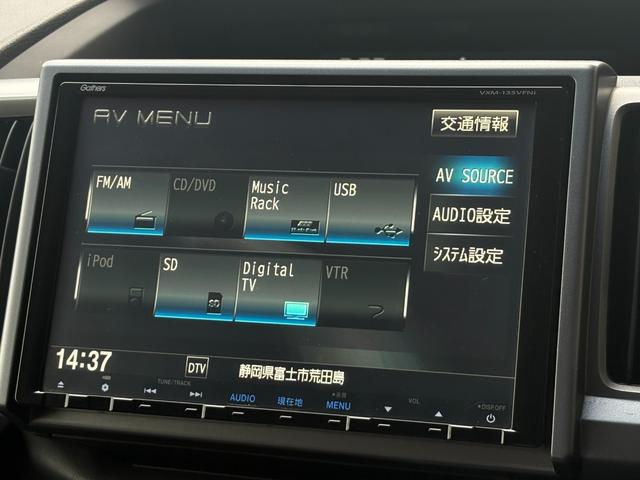 Gathers
VXM-135VFNi
AV MENU
交通情報
FM/AM
CD/DVD
Music
Rack
USB
AV SOURCE
AUDIO設定
システム設定
iPod
SD
SD
Digital
TV
VTR
14:37
DTV
静岡県富士市荒田島
TUNE/TRACK
AUDIO
現在地
MENU
VOL
DISP.OFF